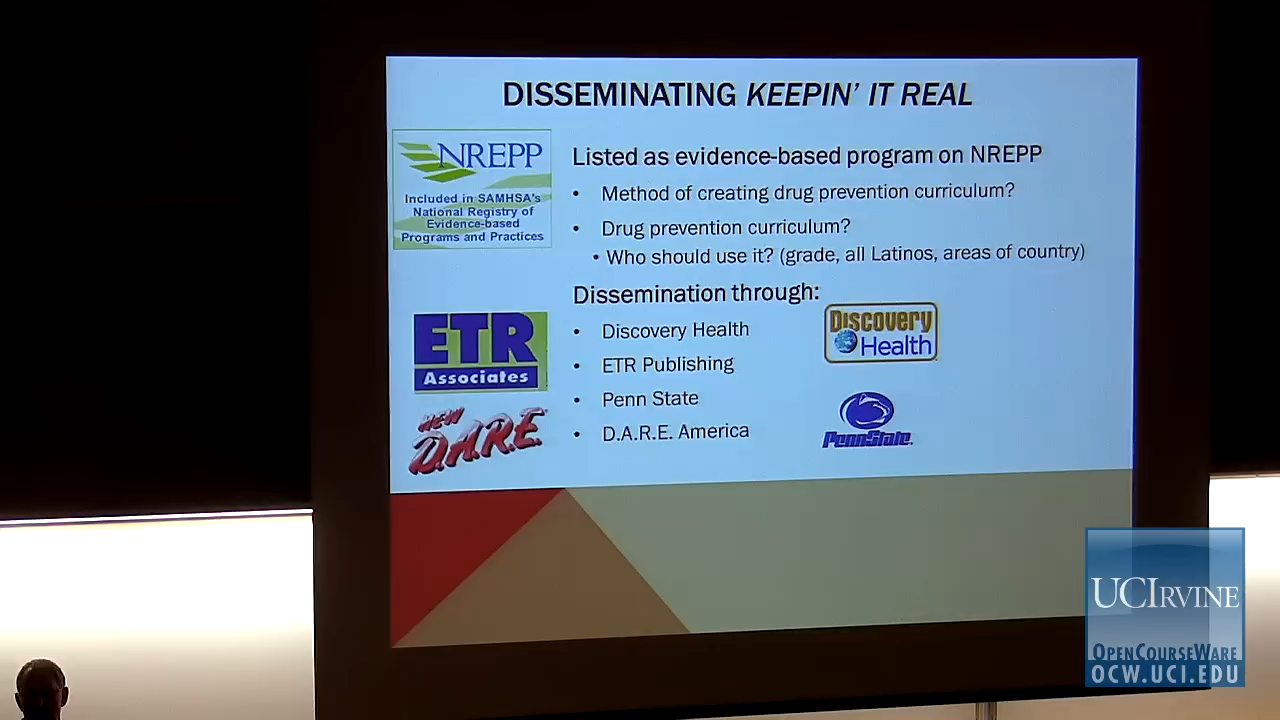 DISSEMINATING KEEPIN' IT REAL
NREPP
Included in SAMHSA's
National Registry of
Evidence-based
Programs and Practices
Listed as evidence-based program on NREPP
• Method of creating drug prevention curriculum?
• Drug prevention curriculum?
• Who should use it? (grade, all Latinos, areas of country)
Dissemination through:
• Discovery Health
• ETR Publishing
• Penn State
• D.A.R.E. America
ETR
Associates
NEW
D.A.R.E.
Discovery
Health
PennState
UCIRVINE
OPENCOURSEWARE
OCW.UCI.EDU